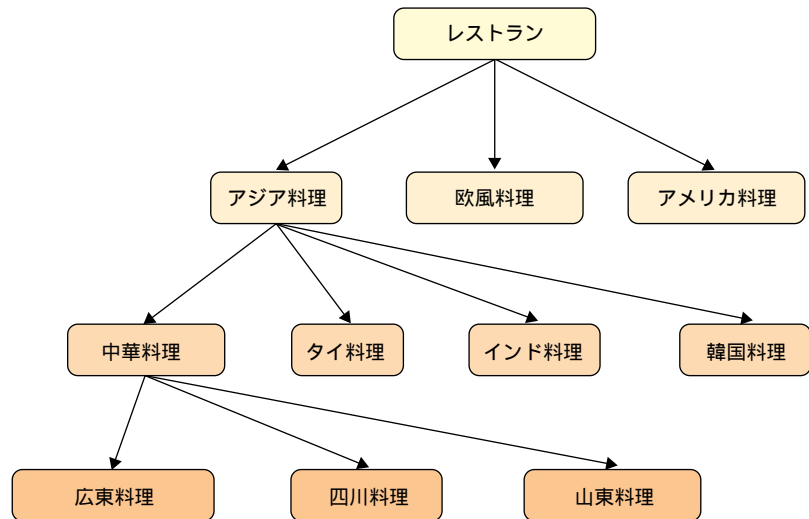 レストラン
アジア料理
欧風料理
アメリカ料理
中華料理
タイ料理
インド料理
韓国料理
広東料理
四川料理
山東料理